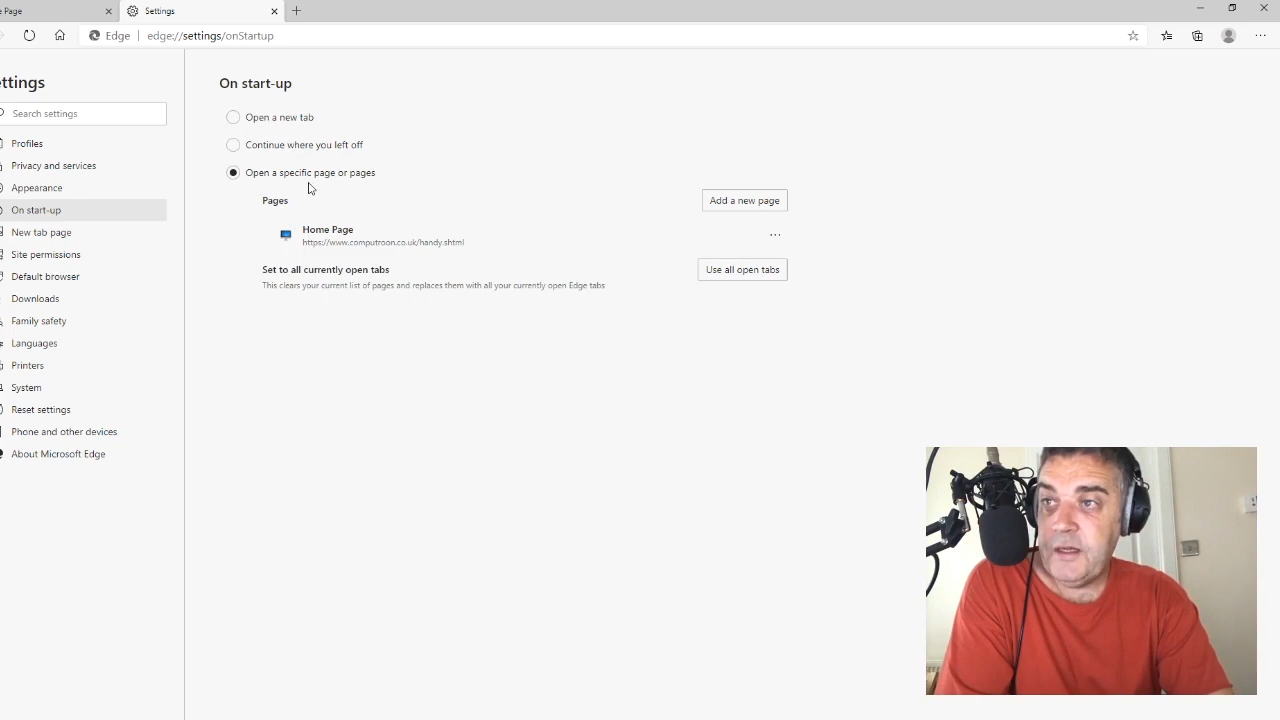 e Page
Settings
Edge
edge://settings/onStartup
ettings
Search settings
Profiles
Privacy and services
Appearance
On start-up
New tab page
Site permissions
Default browser
Downloads
Family safety
Languages
Printers
System
Reset settings
Phone and other devices
About Microsoft Edge
On start-up
Open a new tab
Continue where you left off
Open a specific page or pages
Pages
Add a new page
Home Page
https://www.computroon.co.uk/handy.shtml
Set to all currently open tabs
Use all open tabs
This clears your current list of pages and replaces them with all your currently open Edge tabs